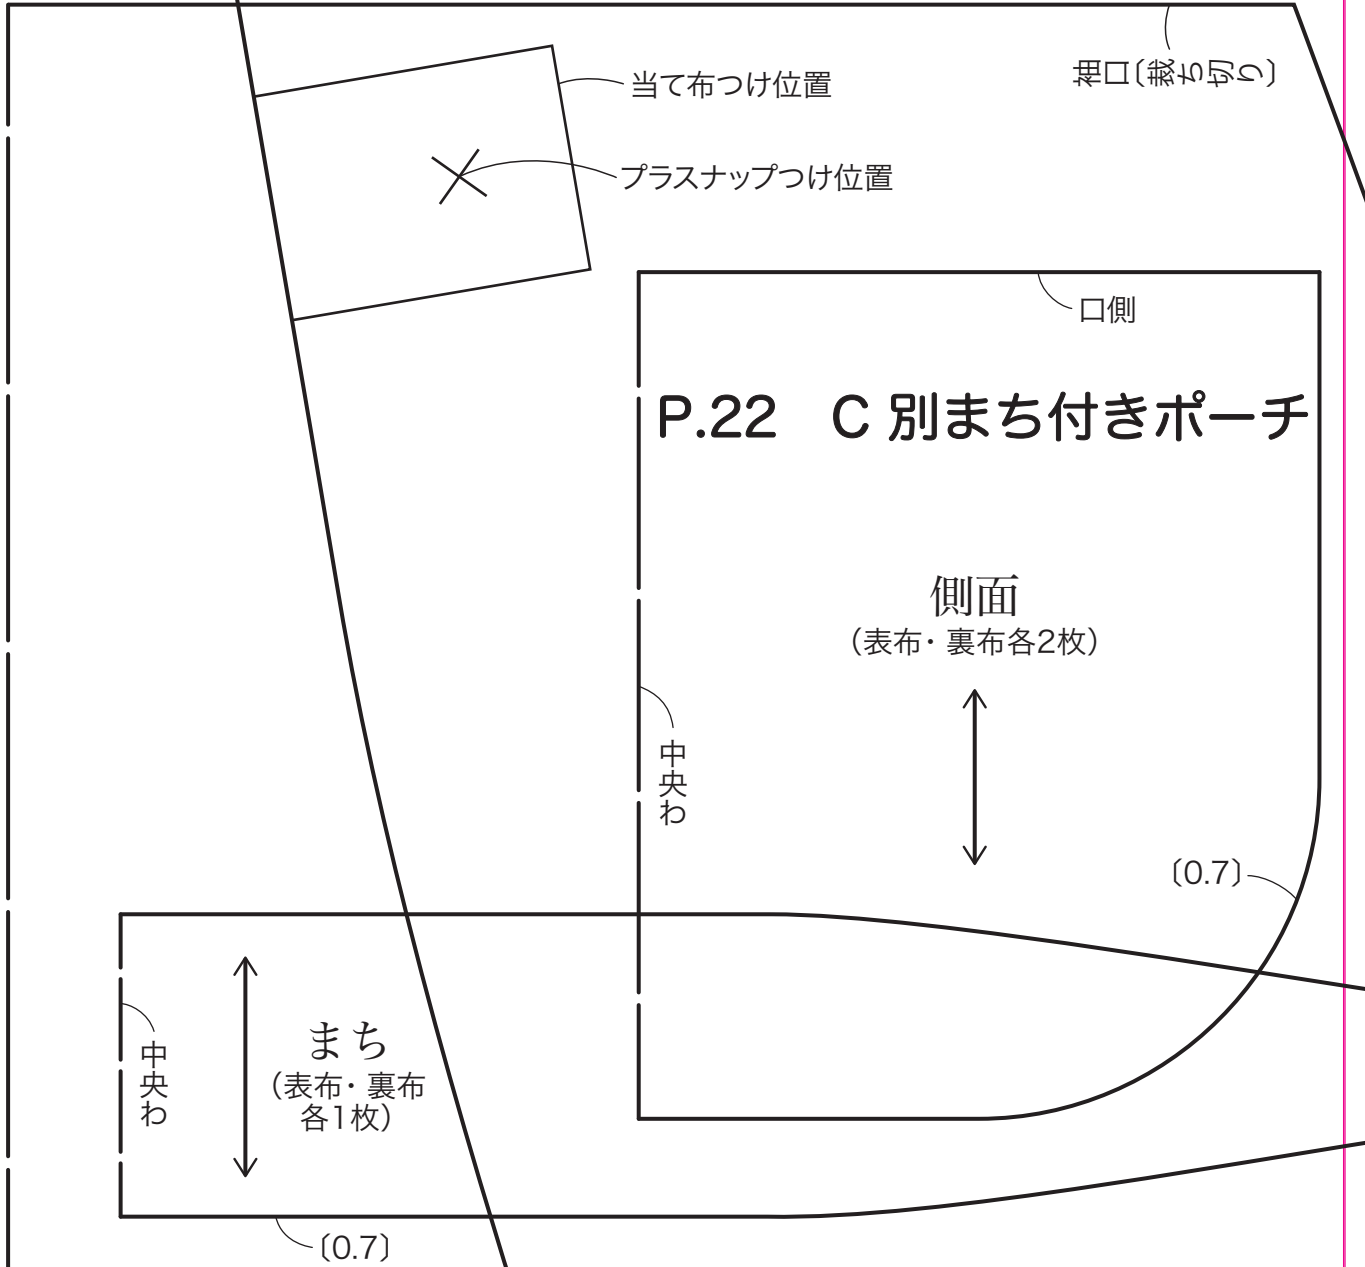 袖口〔裁ち切り〕
当て布つけ位置
プラスナップつけ位置
口側
P.22　C 別まち付きポーチ
側面
（表布・裏布各2枚）
中央わ
〔0.7〕
まち
（表布・裏布
各1枚）
中央わ
〔0.7〕